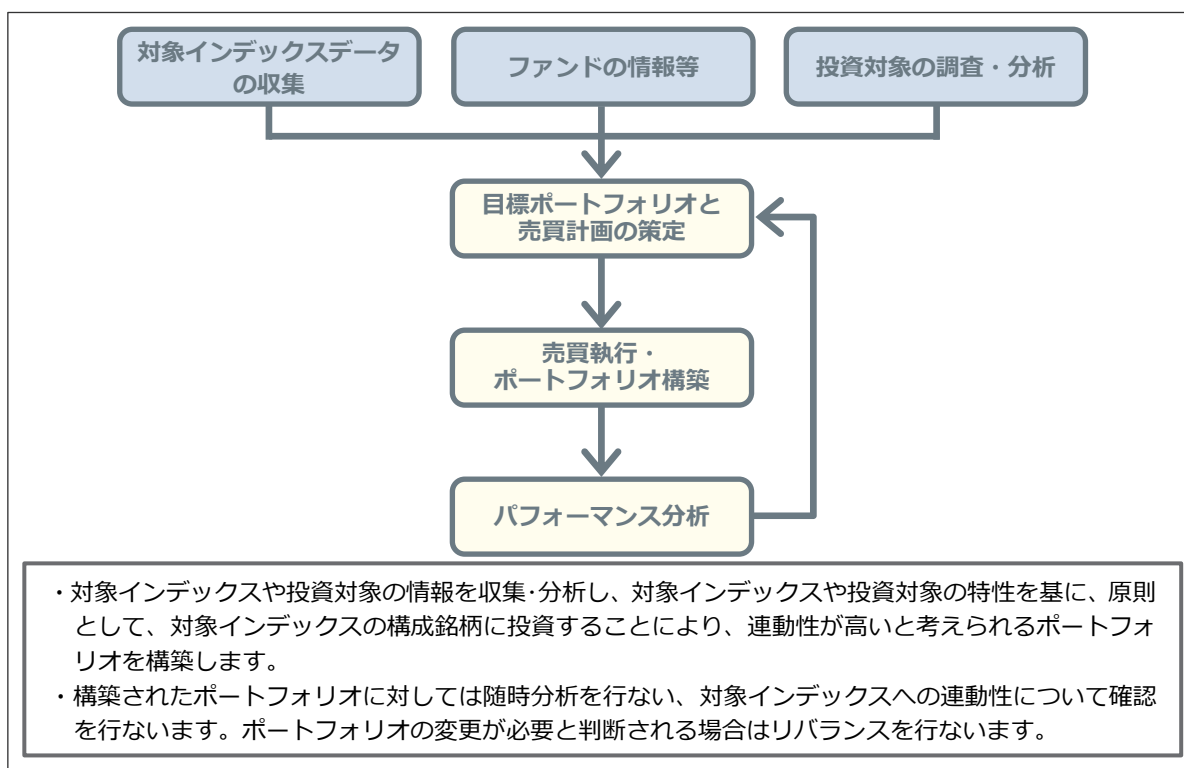 対象インデックスデータ
の収集
ファンドの情報等
投資対象の調査・分析
目標ポートフォリオと
売買計画の策定
売買執行・
ポートフォリオ構築
パフォーマンス分析
・対象インデックスや投資対象の情報を収集･分析し、対象インデックスや投資対象の特性を基に、原則
として、対象インデックスの構成銘柄に投資することにより、連動性が高いと考えられるポートフォ
リオを構築します。
・構築されたポートフォリオに対しては随時分析を行ない、対象インデックスへの連動性について確認
を行ないます。ポートフォリオの変更が必要と判断される場合はリバランスを行ないます。